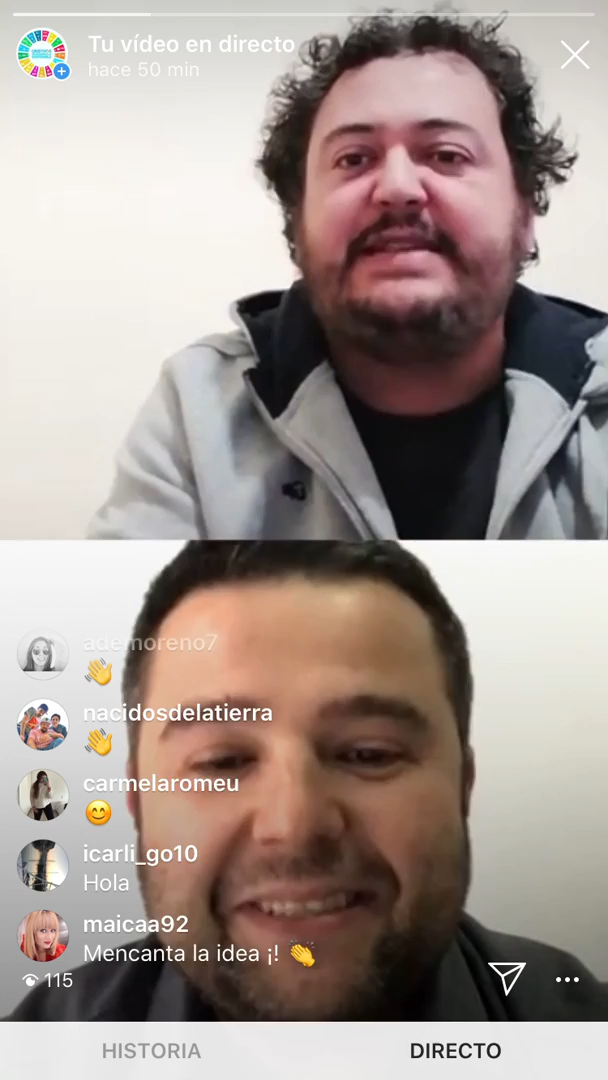 Tu vídeo en directo
hace 50 min
ademoreno7
nacidosdelatierra
carmelaromeu
icarli_go10
Hola
maicaa92
Mencanta la idea ¡! 👏
115
HISTORIA
DIRECTO